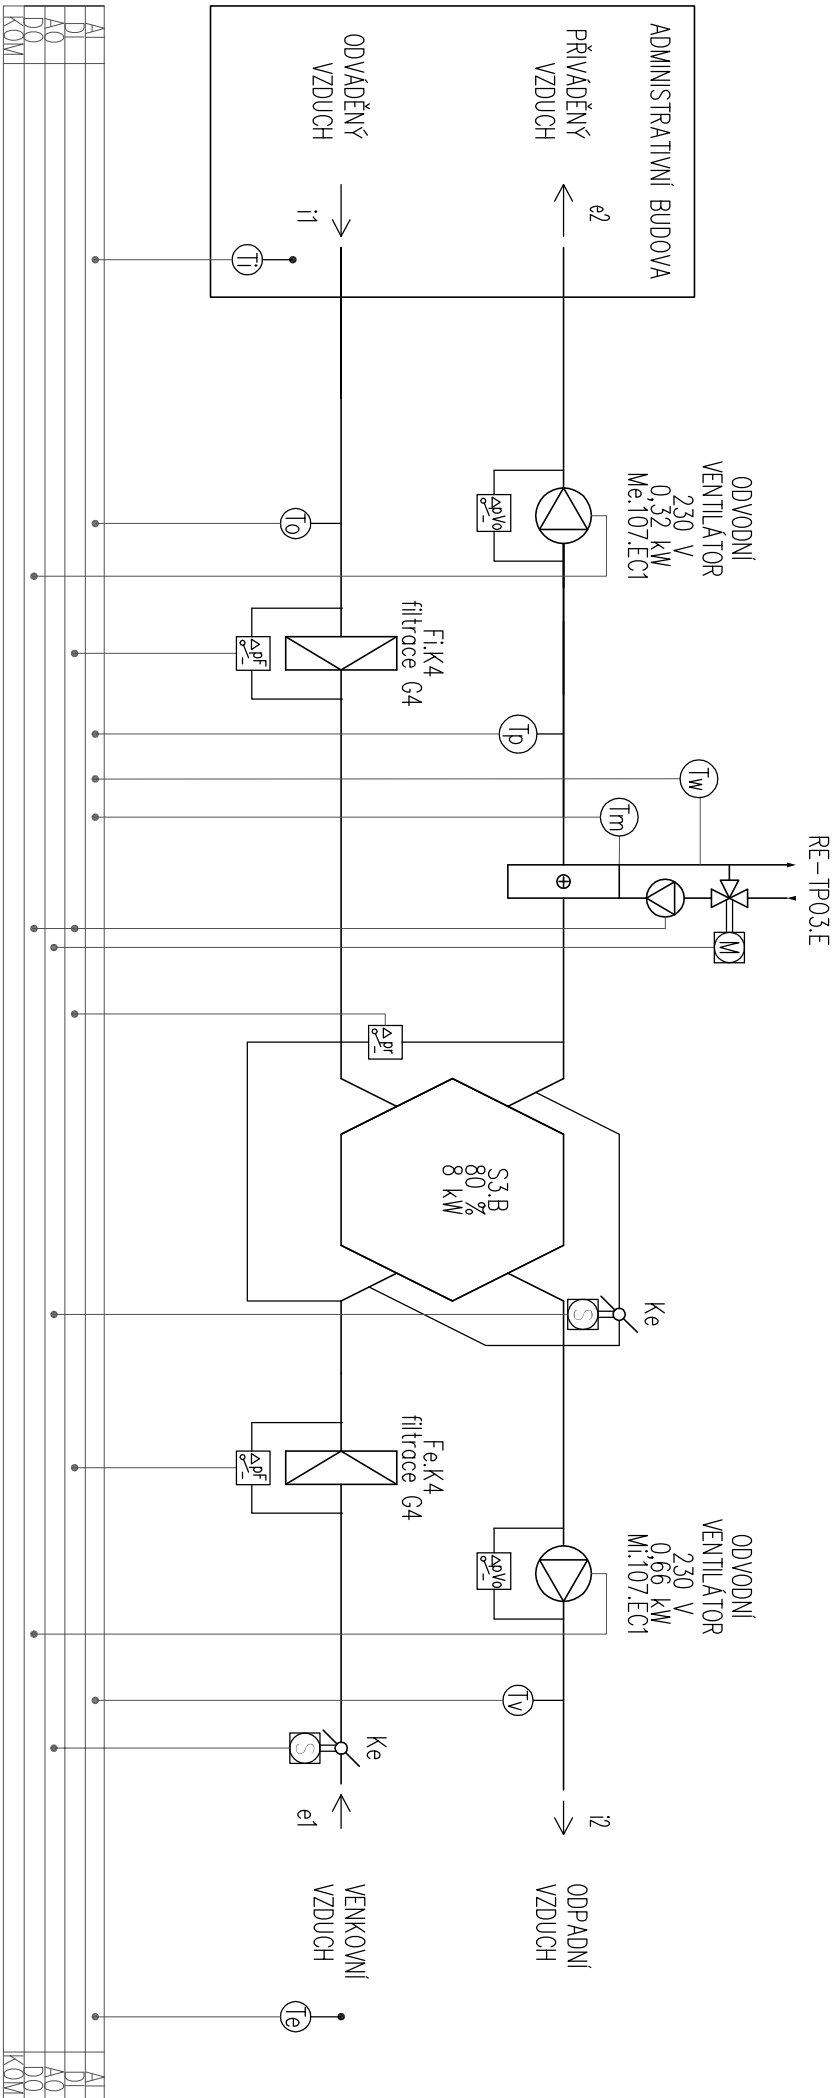 ADMINISTRATIVNÍ BUDOVA
PŘIVÁDĚNÝ
VZDUCH
e2
ODVÁDĚNÝ
VZDUCH
i1
Ti
ODVODNÍ
VENTILÁTOR
230 V
0,32 kW
Me.107.EC1
ΔpVo
To
Fi.K4
filtrace G4
ΔpF
Tp
Tw
Tm
RE-TP03.E
M
Δpr
S3.B
80 %
8 kW
Ke
S
Fe.K4
filtrace G4
ΔpF
ODVODNÍ
VENTILÁTOR
230 V
0,66 kW
Mi.107.EC1
ΔpVo
Tv
Ke
S
i2
e1
ODPADNÍ
VZDUCH
VENKOVNÍ
VZDUCH
Te
AI
DI
AO
DO
KOM
AI
DI
AO
DO
KOM